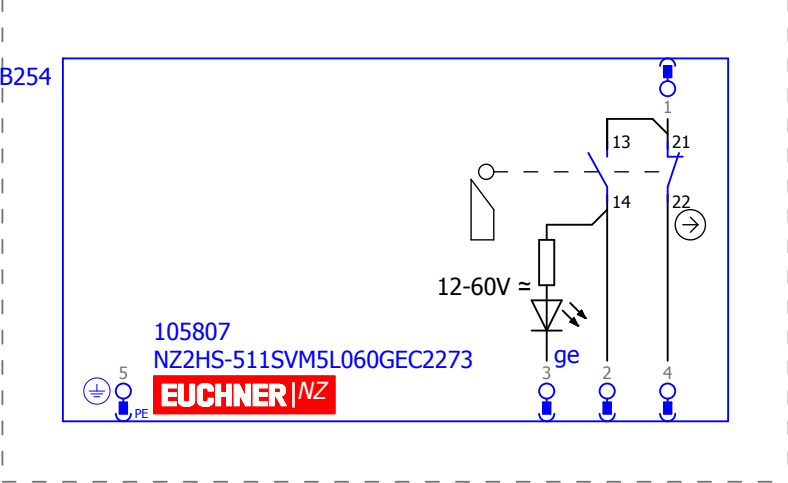 B254
1
13 21
14 22
12-60V ≃
105807
NZ2HS-511SVM5L060GEC2273
ge
5 3 2 4
EUCHNER|NZ
PE